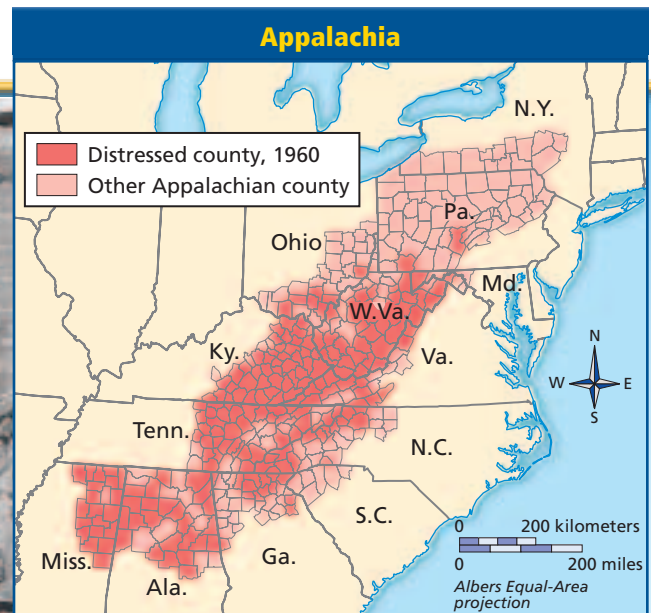 Appalachia
Distressed county, 1960
Other Appalachian county
N.Y.
Pa.
Ohio
Md.
W.Va.
Ky.
Va.
Tenn.
N.C.
S.C.
Miss.
Ala.
Ga.
N
W E
S
0 200 kilometers
0 200 miles
Albers Equal-Area
projection